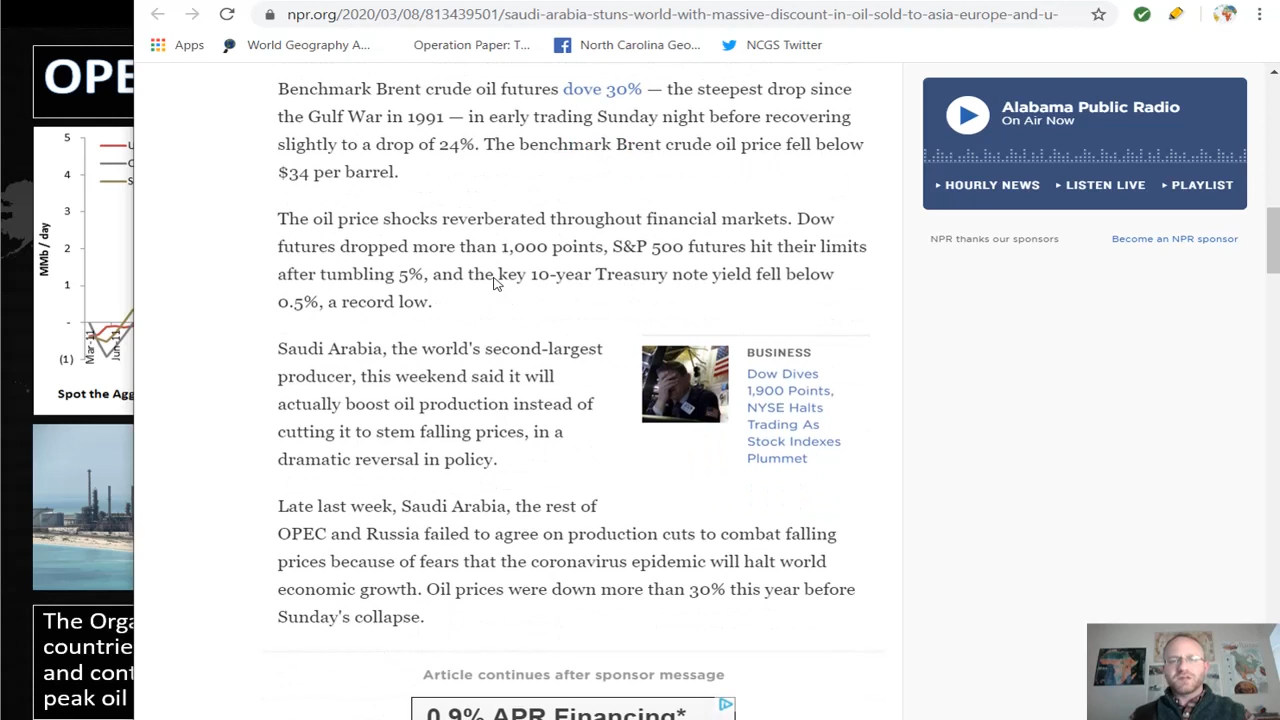 npr.org/2020/03/08/813439501/saudi-arabia-stuns-world-with-massive-discount-in-oil-sold-to-asia-europe-and-u-
Apps
World Geography A...
Operation Paper: T...
North Carolina Geo...
NCGS Twitter
OPE
5
4
3
2
1
-
(1)
MMb / day
Mar-11
Jun-11
Spot the Agg
The Orga
countrie
and cont
peak oil
Benchmark Brent crude oil futures dove 30% — the steepest drop since
the Gulf War in 1991 — in early trading Sunday night before recovering
slightly to a drop of 24%. The benchmark Brent crude oil price fell below
$34 per barrel.
The oil price shocks reverberated throughout financial markets. Dow
futures dropped more than 1,000 points, S&P 500 futures hit their limits
after tumbling 5%, and the key 10-year Treasury note yield fell below
0.5%, a record low.
Saudi Arabia, the world's second-largest
producer, this weekend said it will
actually boost oil production instead of
cutting it to stem falling prices, in a
dramatic reversal in policy.
BUSINESS
Dow Dives
1,900 Points,
NYSE Halts
Trading As
Stock Indexes
Plummet
Late last week, Saudi Arabia, the rest of
OPEC and Russia failed to agree on production cuts to combat falling
prices because of fears that the coronavirus epidemic will halt world
economic growth. Oil prices were down more than 30% this year before
Sunday's collapse.
Article continues after sponsor message
0.9% APR Financing*
Alabama Public Radio
On Air Now
HOURLY NEWS
LISTEN LIVE
PLAYLIST
NPR thanks our sponsors
Become an NPR sponsor